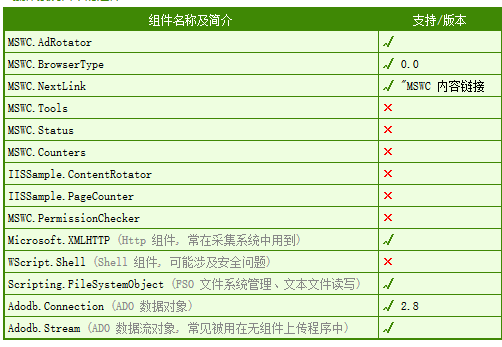 组件名称及简介 支持/版本
MSWC.AdRotator √
MSWC.BrowserType √ 0.0
MSWC.NextLink √ "MSWC 内容链接
MSWC.Tools ×
MSWC.Status ×
MSWC.Counters ×
IISSample.ContentRotator ×
IISSample.PageCounter ×
MSWC.PermissionChecker ×
Microsoft.XMLHTTP (Http 组件, 常在采集系统中用到) √
WScript.Shell (Shell 组件, 可能涉及安全问题) ×
Scripting.FileSystemObject (FSO 文件系统管理、文本文件读写) √
Adodb.Connection (ADO 数据对象) √ 2.8
Adodb.Stream (ADO 数据流对象, 常见被用在无组件上传程序中) √